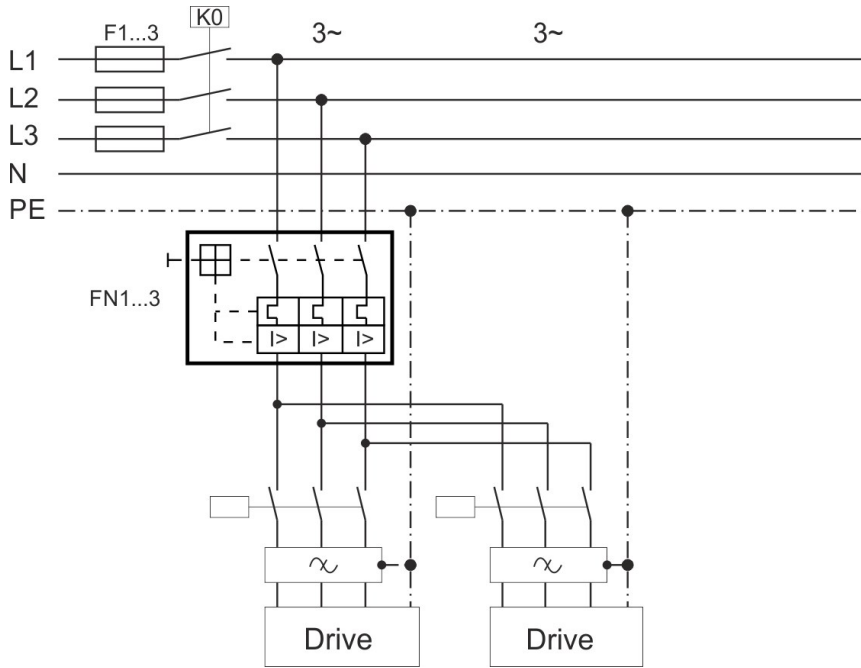 K0
F1...3
3~
3~
L1
L2
L3
N
PE
FN1...3
I> I> I>
Drive
Drive